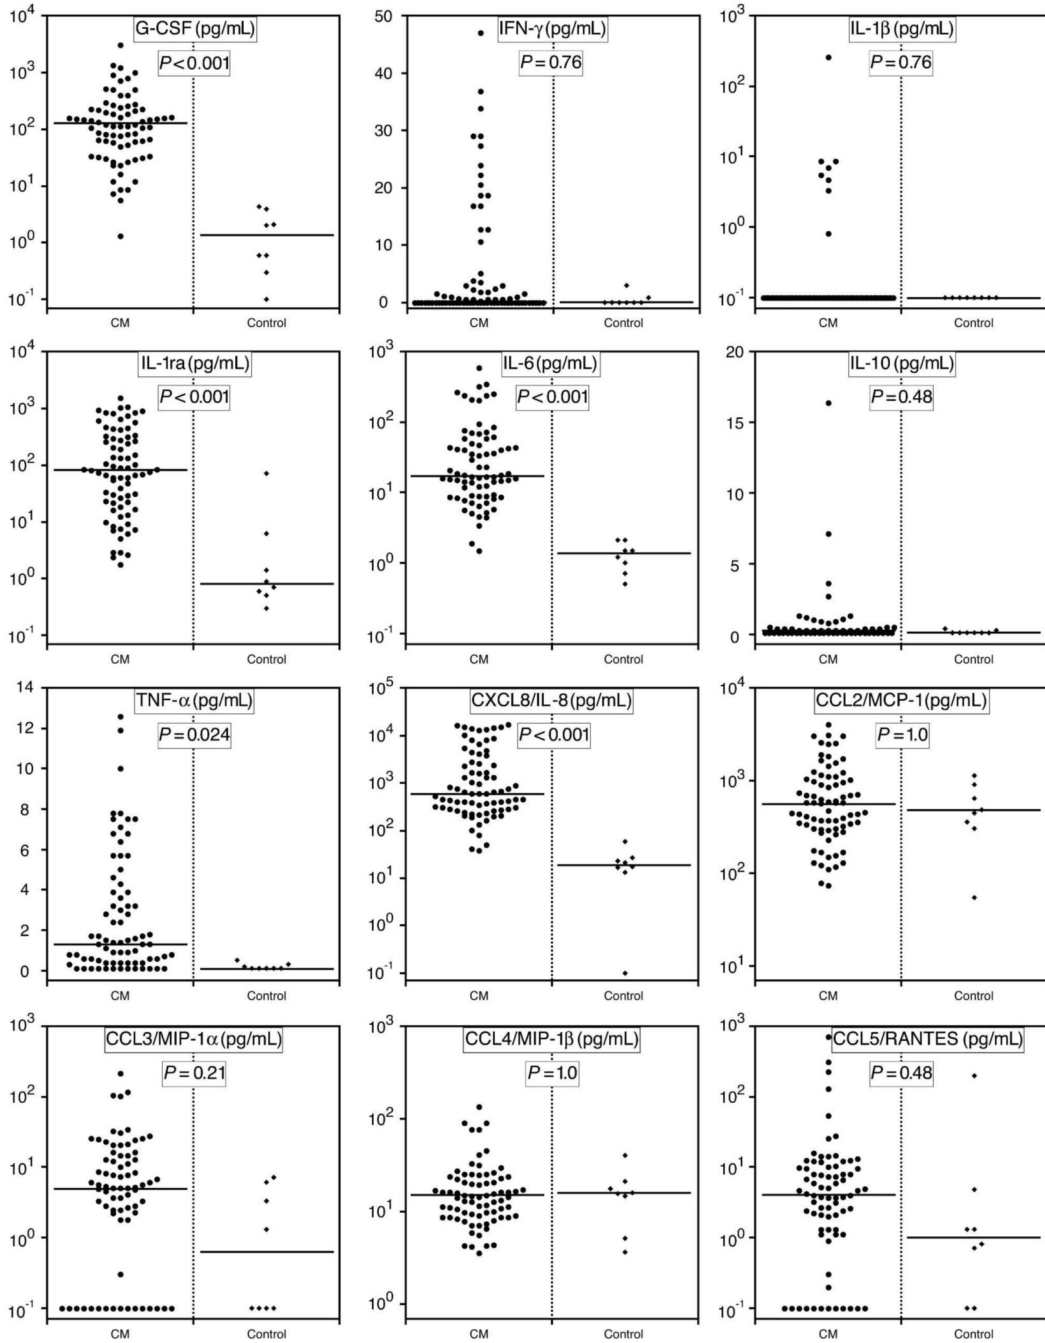 G-CSF (pg/mL)
P < 0.001
10^4
10^3
10^2
10^1
10^0
10^-1
CM
Control
IFN-γ (pg/mL)
P = 0.76
50
40
30
20
10
0
CM
Control
IL-1β (pg/mL)
P = 0.76
10^3
10^2
10^1
10^0
10^-1
CM
Control
IL-1ra (pg/mL)
P < 0.001
10^4
10^3
10^2
10^1
10^0
10^-1
CM
Control
IL-6 (pg/mL)
P < 0.001
10^3
10^2
10^1
10^0
10^-1
CM
Control
IL-10 (pg/mL)
P = 0.48
20
15
10
5
0
CM
Control
TNF-α (pg/mL)
P = 0.024
14
12
10
8
6
4
2
0
CM
Control
CXCL8/IL-8 (pg/mL)
P < 0.001
10^5
10^4
10^3
10^2
10^1
10^0
10^-1
CM
Control
CCL2/MCP-1 (pg/mL)
P = 1.0
10^4
10^3
10^2
10^1
CM
Control
CCL3/MIP-1α (pg/mL)
P = 0.21
10^3
10^2
10^1
10^0
10^-1
CM
Control
CCL4/MIP-1β (pg/mL)
P = 1.0
10^3
10^2
10^1
10^0
CM
Control
CCL5/RANTES (pg/mL)
P = 0.48
10^3
10^2
10^1
10^0
10^-1
CM
Control